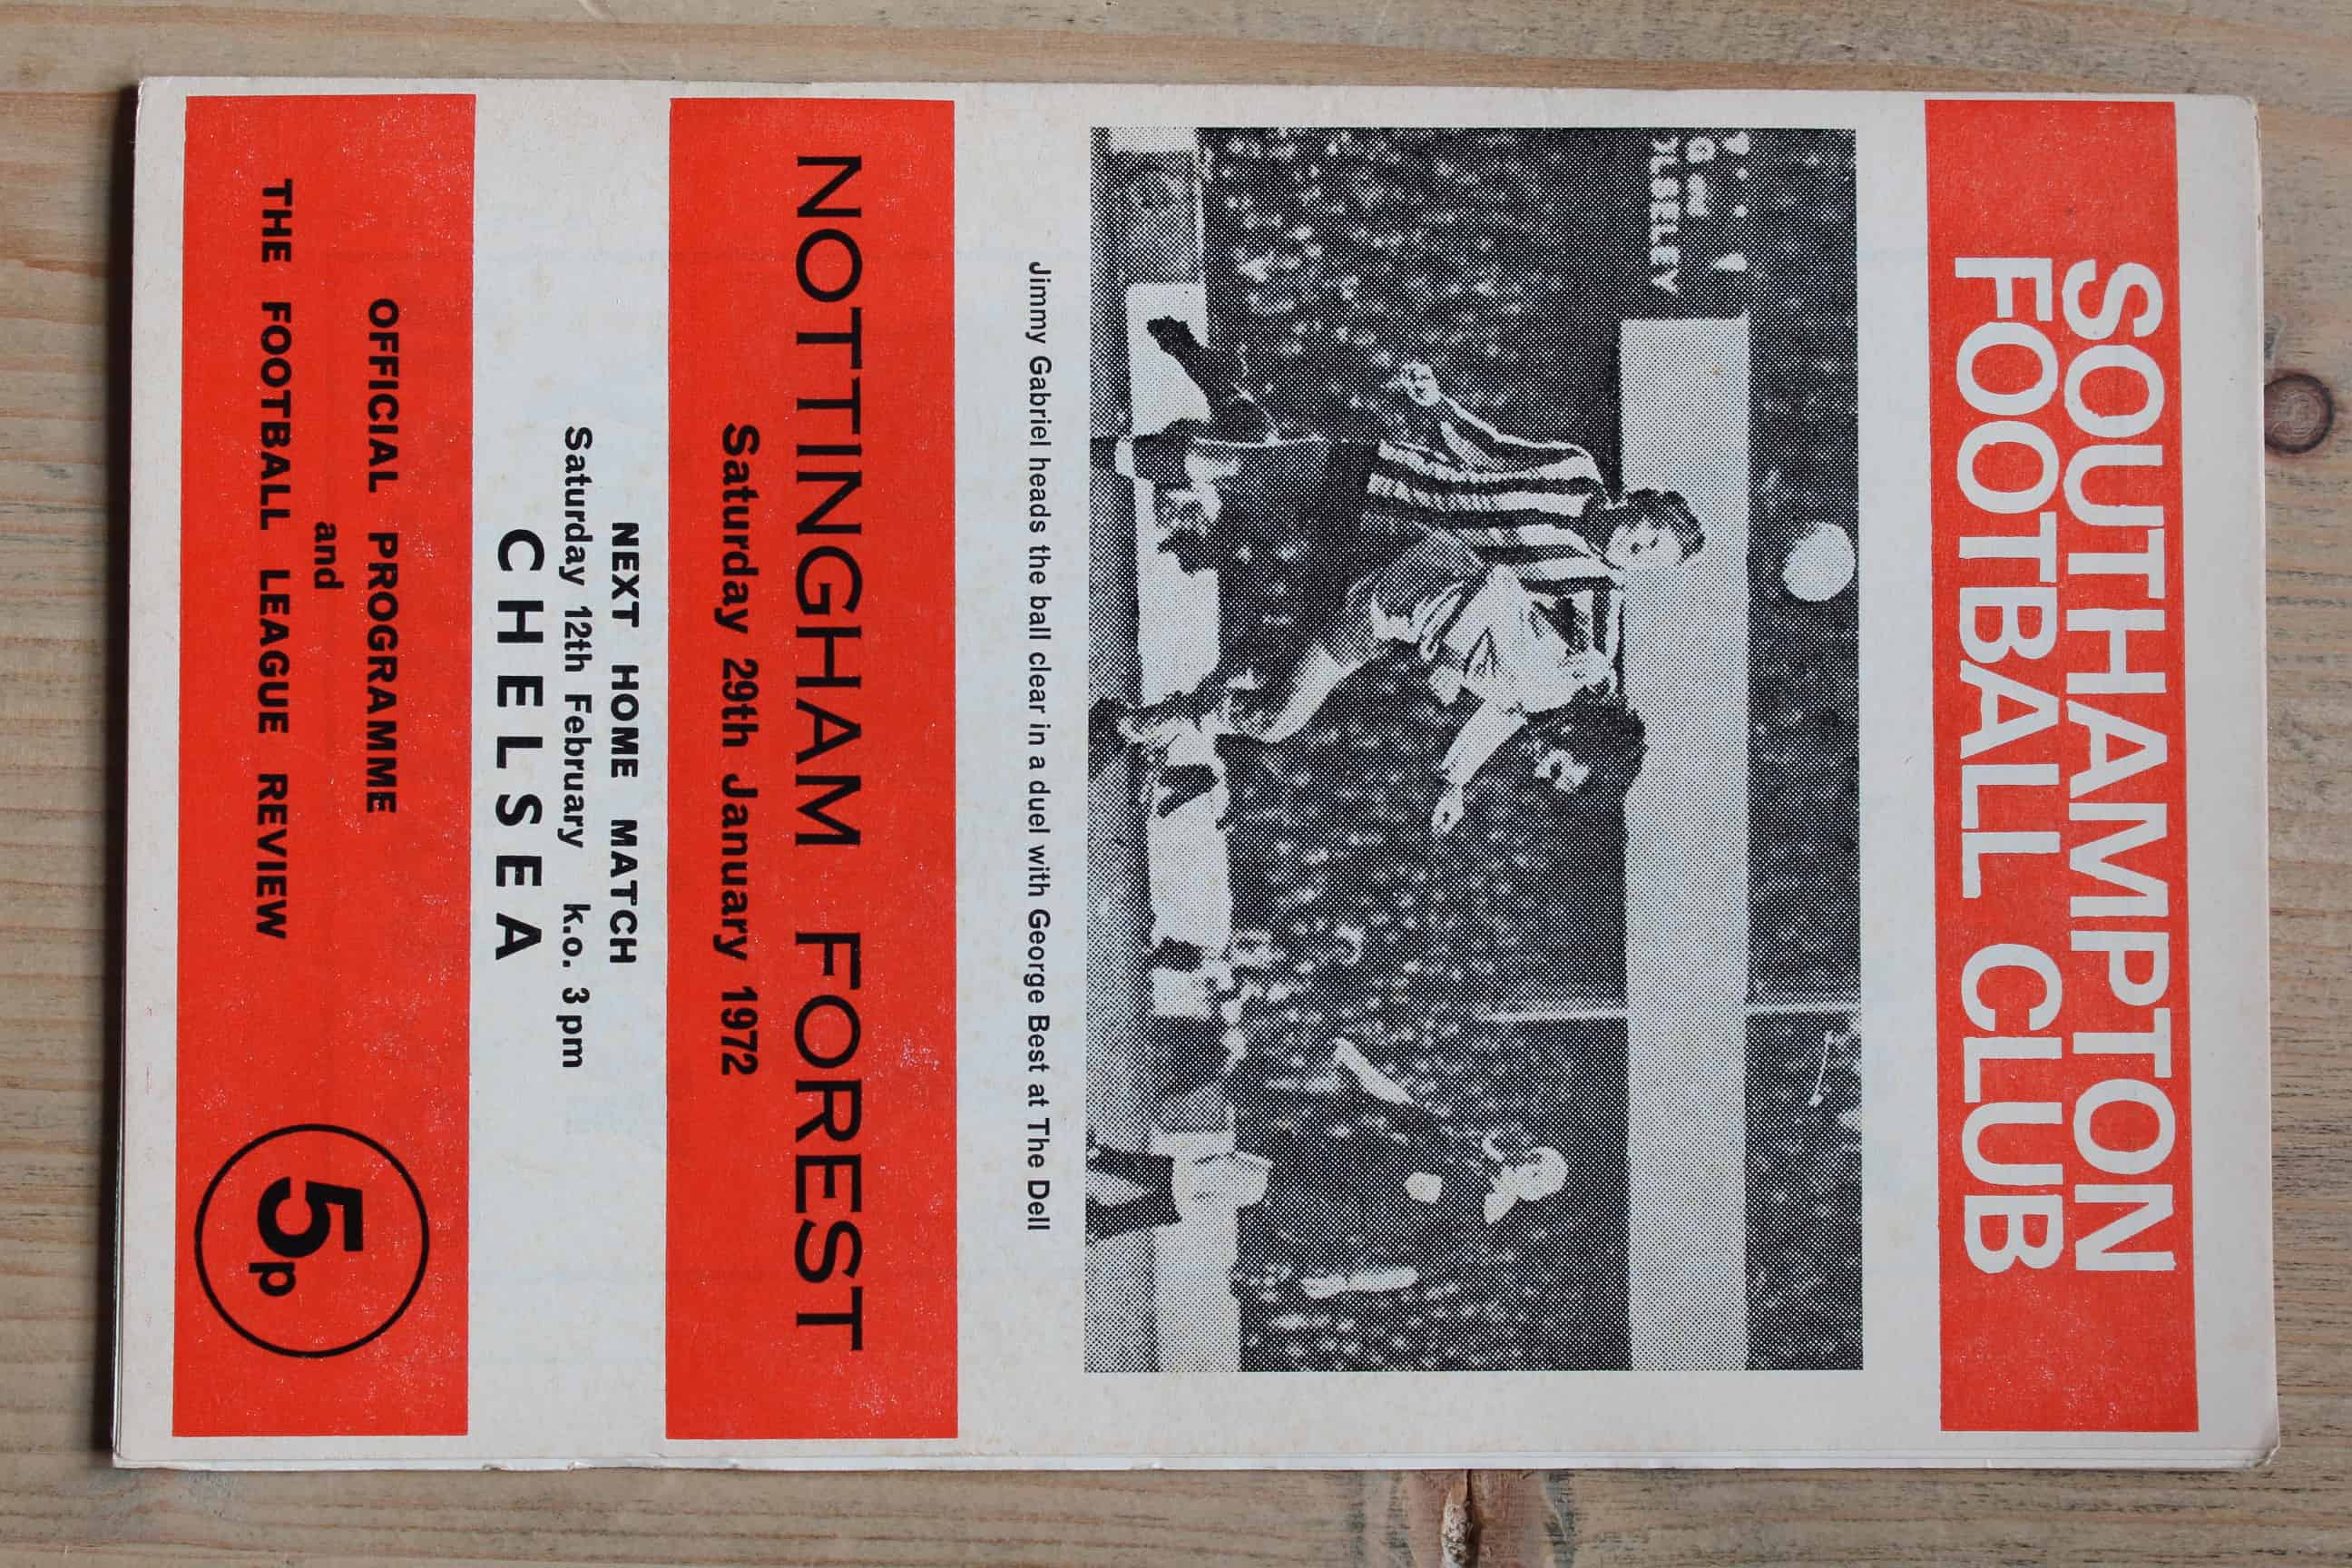 SOUTHAMPTON
FOOTBALL CLUB
Jimmy Gabriel heads the ball clear in a duel with George Best at The Dell
NOTTINGHAM FOREST
Saturday 29th January 1972
NEXT HOME MATCH
Saturday 12th February k.o. 3 pm
CHELSEA
OFFICIAL PROGRAMME
and
THE FOOTBALL LEAGUE REVIEW
5p